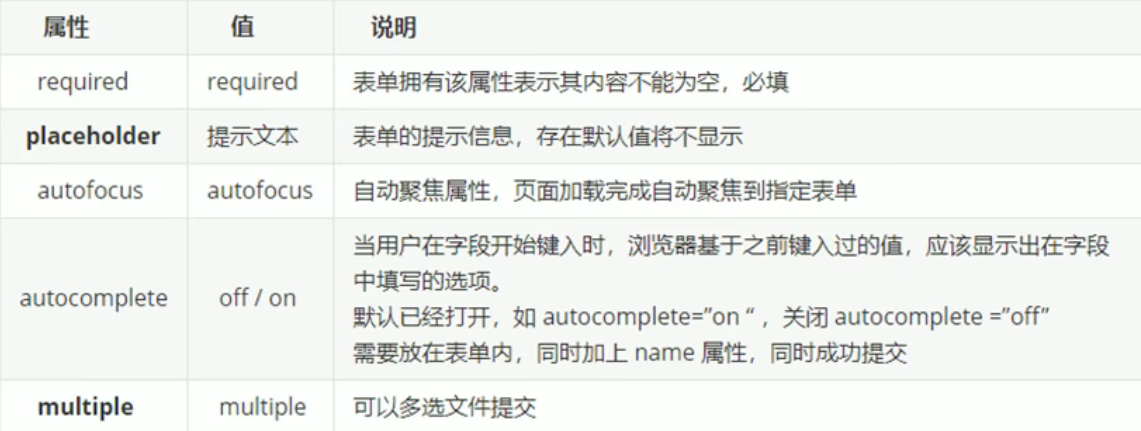 属性 值 说明
required required 表单拥有该属性表示其内容不能为空，必填
placeholder 提示文本 表单的提示信息，存在默认值将不显示
autofocus autofocus 自动聚焦属性，页面加载完成自动聚焦到指定表单
autocomplete off / on 当用户在字段开始键入时，浏览器基于之前键入过的值，应该显示出在字段
中填写的选项。
默认已经打开，如 autocomplete=”on “ ，关闭 autocomplete =”off”
需要放在表单内，同时加上 name 属性，同时成功提交
multiple multiple 可以多选文件提交